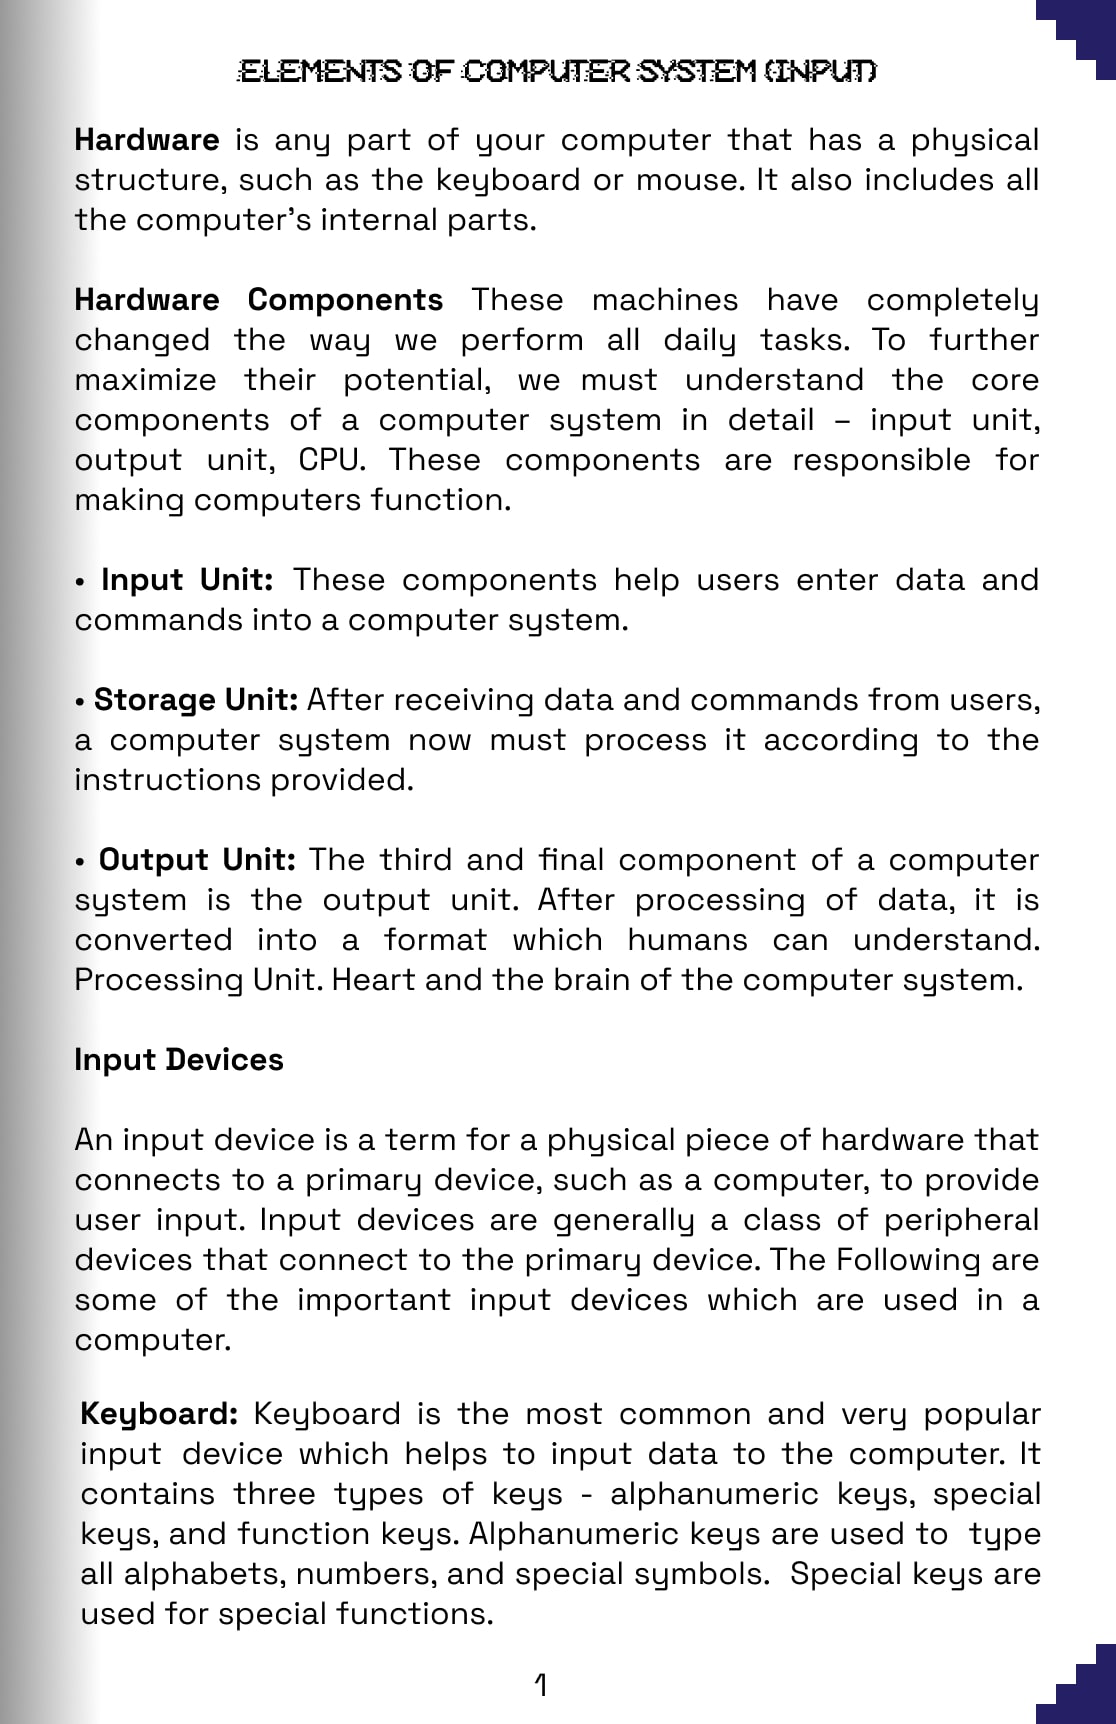 ELEMENTS OF COMPUTER SYSTEM (INPUT)
Hardware is any part of your computer that has a physical
structure, such as the keyboard or mouse. It also includes all
the computer's internal parts.
Hardware Components These machines have completely
changed the way we perform all daily tasks. To further
maximize their potential, we must understand the core
components of a computer system in detail – input unit,
output unit, CPU. These components are responsible for
making computers function.
• Input Unit: These components help users enter data and
commands into a computer system.
• Storage Unit: After receiving data and commands from users,
a computer system now must process it according to the
instructions provided.
• Output Unit: The third and final component of a computer
system is the output unit. After processing of data, it is
converted into a format which humans can understand.
Processing Unit. Heart and the brain of the computer system.
Input Devices
An input device is a term for a physical piece of hardware that
connects to a primary device, such as a computer, to provide
user input. Input devices are generally a class of peripheral
devices that connect to the primary device. The Following are
some of the important input devices which are used in a
computer.
Keyboard: Keyboard is the most common and very popular
input device which helps to input data to the computer. It
contains three types of keys - alphanumeric keys, special
keys, and function keys. Alphanumeric keys are used to type
all alphabets, numbers, and special symbols. Special keys are
used for special functions.
1